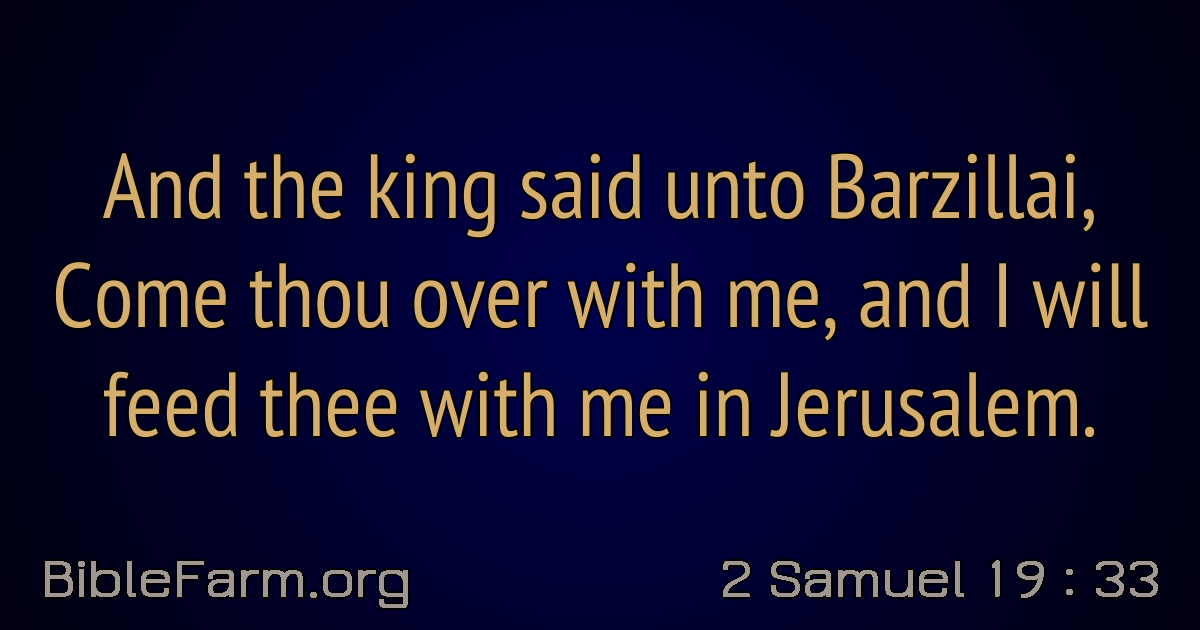 And the king said unto Barzillai,
Come thou over with me, and I will
feed thee with me in Jerusalem.
BibleFarm.org
2 Samuel 19 : 33